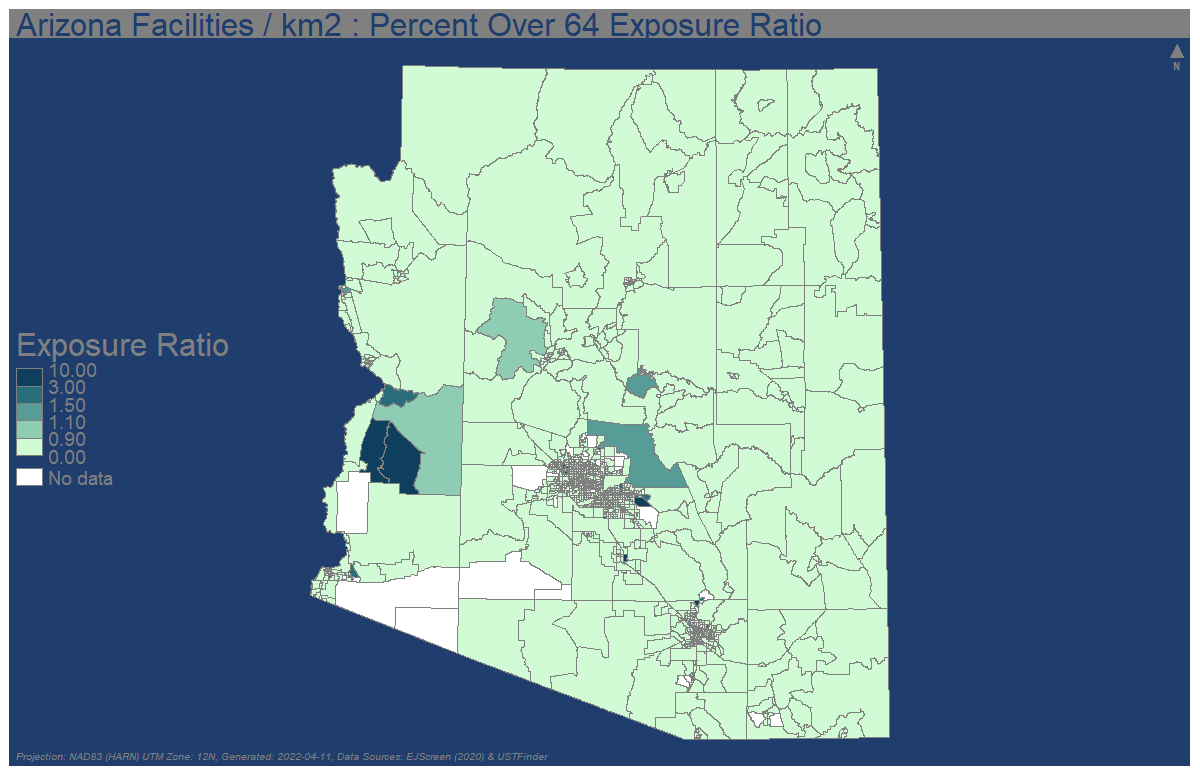 Arizona Facilities / km2 : Percent Over 64 Exposure Ratio
N
Exposure Ratio
10.00
3.00
1.50
1.10
0.90
0.00
No data
Projection: NAD83 (HARN) UTM Zone: 12N, Generated: 2022-04-11, Data Sources: EJScreen (2020) & USTFinder